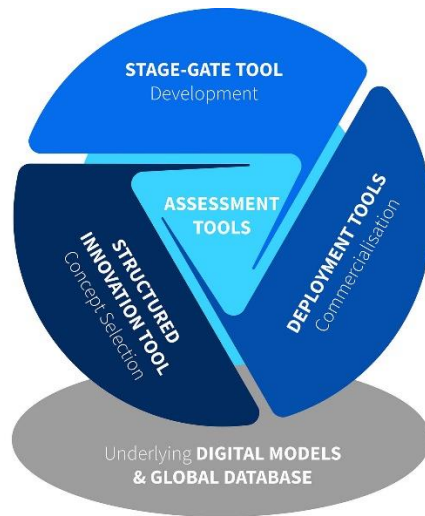 STAGE-GATE TOOL
Development
ASSESSMENT
TOOLS
DEPLOYMENT TOOLS
Commercialisation
STRUCTURED
INNOVATION TOOL
Concept Selection
Underlying DIGITAL MODELS
& GLOBAL DATABASE